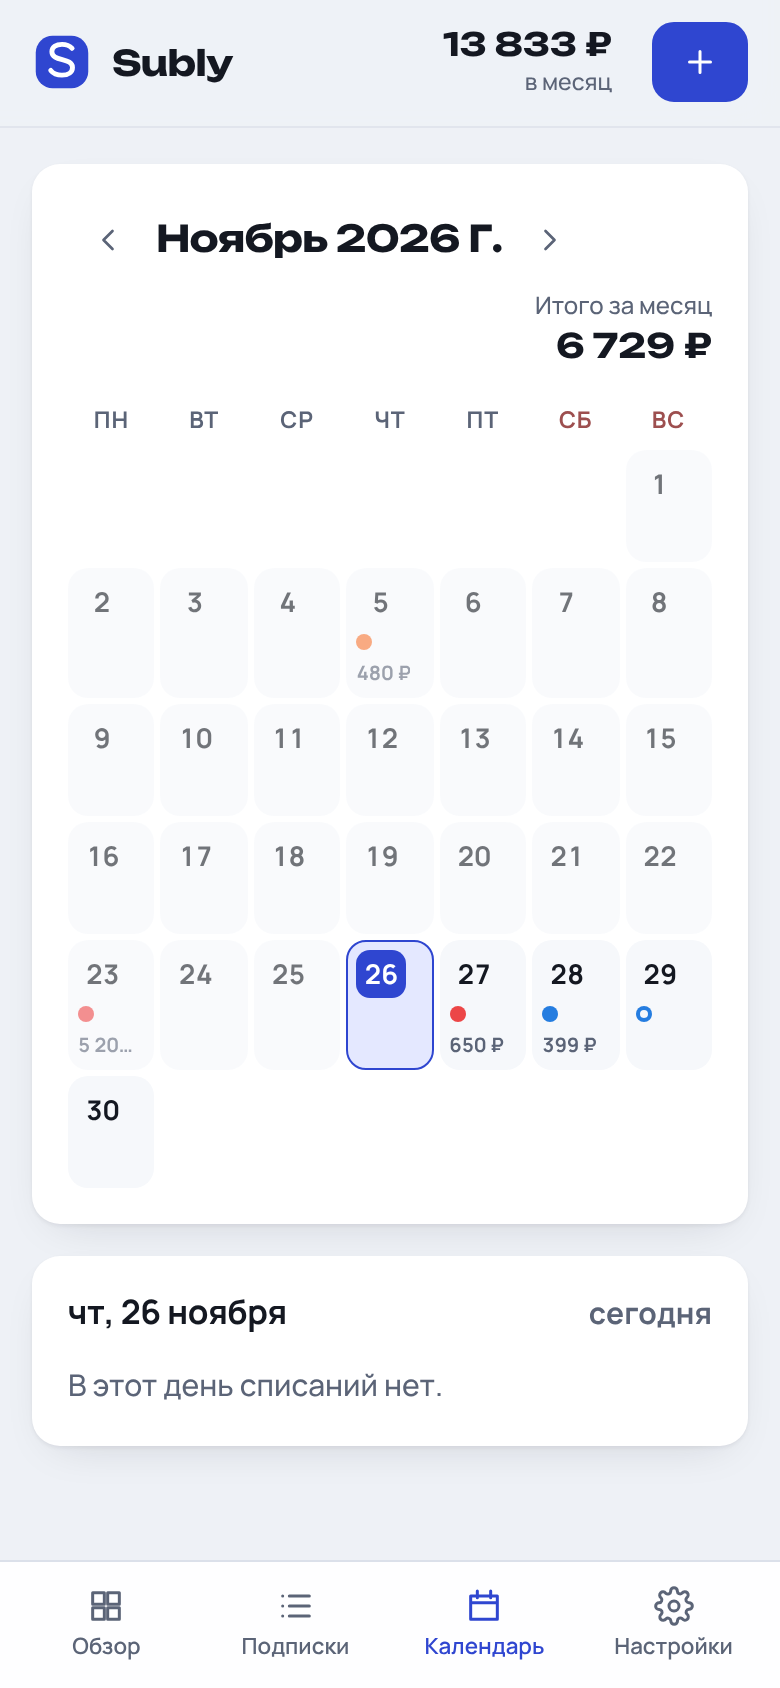 S Subly
13 833 ₽
в месяц
+
Ноябрь 2026 Г.
Итого за месяц
6 729 ₽
ПН ВТ СР ЧТ ПТ СБ ВС
1
2 3 4 5 6 7 8
480 ₽
9 10 11 12 13 14 15
16 17 18 19 20 21 22
23 24 25 26 27 28 29
5 20... 650 ₽ 399 ₽
30
чт, 26 ноября сегодня
В этот день списаний нет.
Обзор Подписки Календарь Настройки